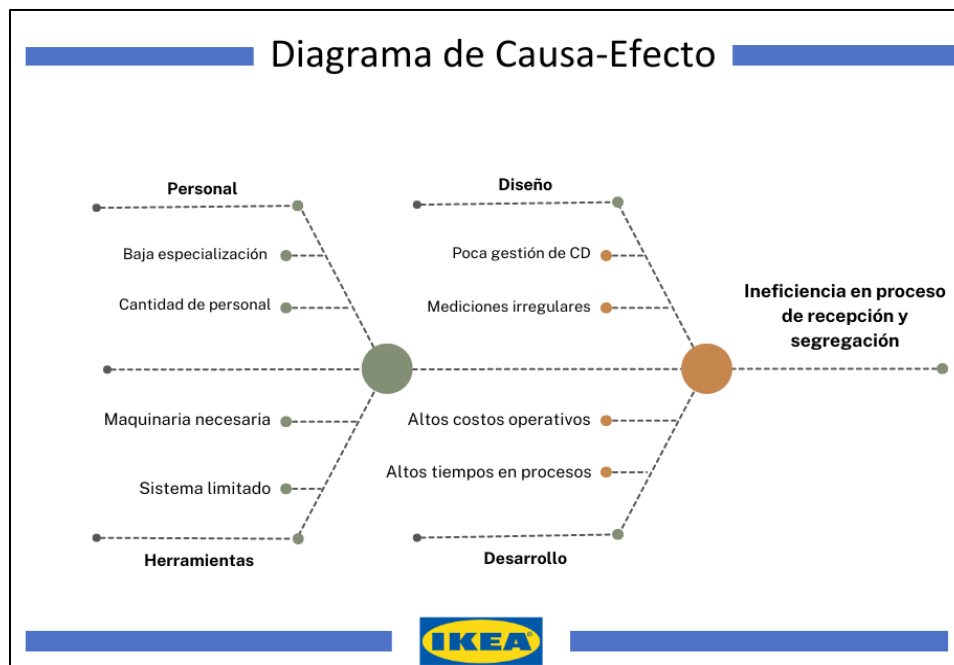 Diagrama de Causa-Efecto
Personal
Baja especialización
Cantidad de personal
Diseño
Poca gestión de CD
Mediciones irregulares
Ineficiencia en proceso
de recepción y
segregación
Maquinaria necesaria
Sistema limitado
Herramientas
Altos costos operativos
Altos tiempos en procesos
Desarrollo
IKEA